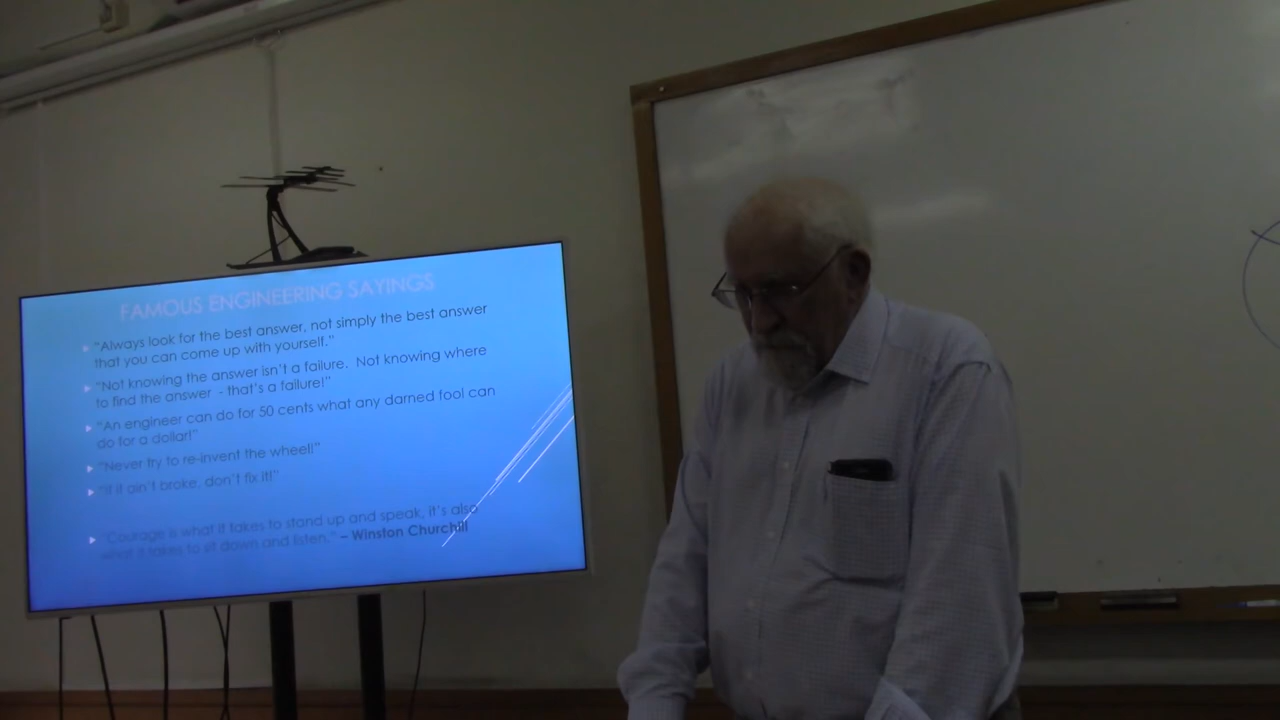 FAMOUS ENGINEERING SAYINGS
"Always look for the best answer, not simply the best answer
that you can come up with yourself."
"Not knowing the answer isn't a failure. Not knowing where
to find the answer - that's a failure!"
"An engineer can do for 50 cents what any darned fool can
do for a dollar!"
"Never try to re-invent the wheel!"
"If it ain't broke, don't fix it!"
"Courage is what it takes to stand up and speak, it's also
what it takes to sit down and listen." – Winston Churchill